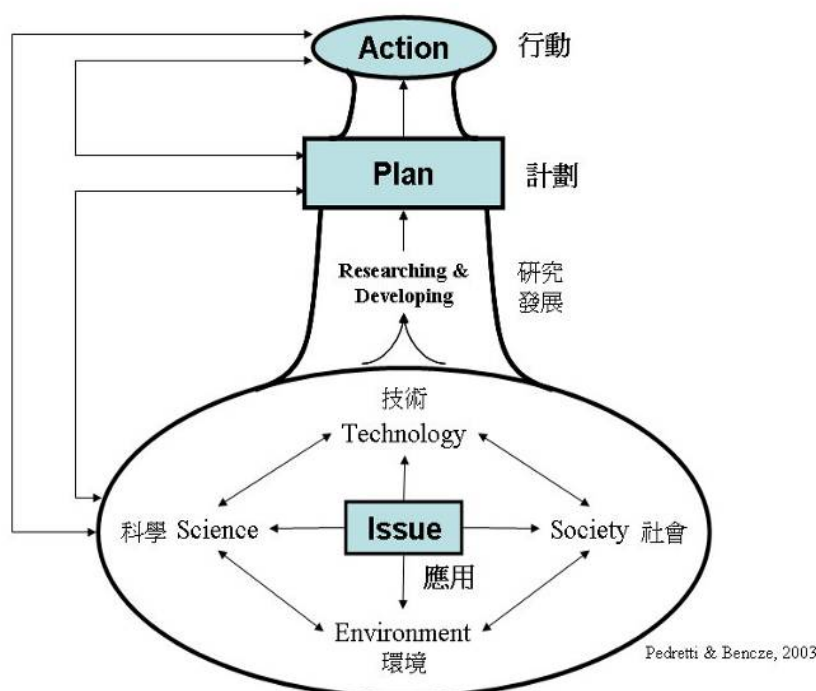 Action 行動
Plan 計劃
Researching &
Developing
研究
發展
技術
Technology
科學 Science
Issue
Society 社會
應用
Environment
環境
Pedretti & Bencze, 2003